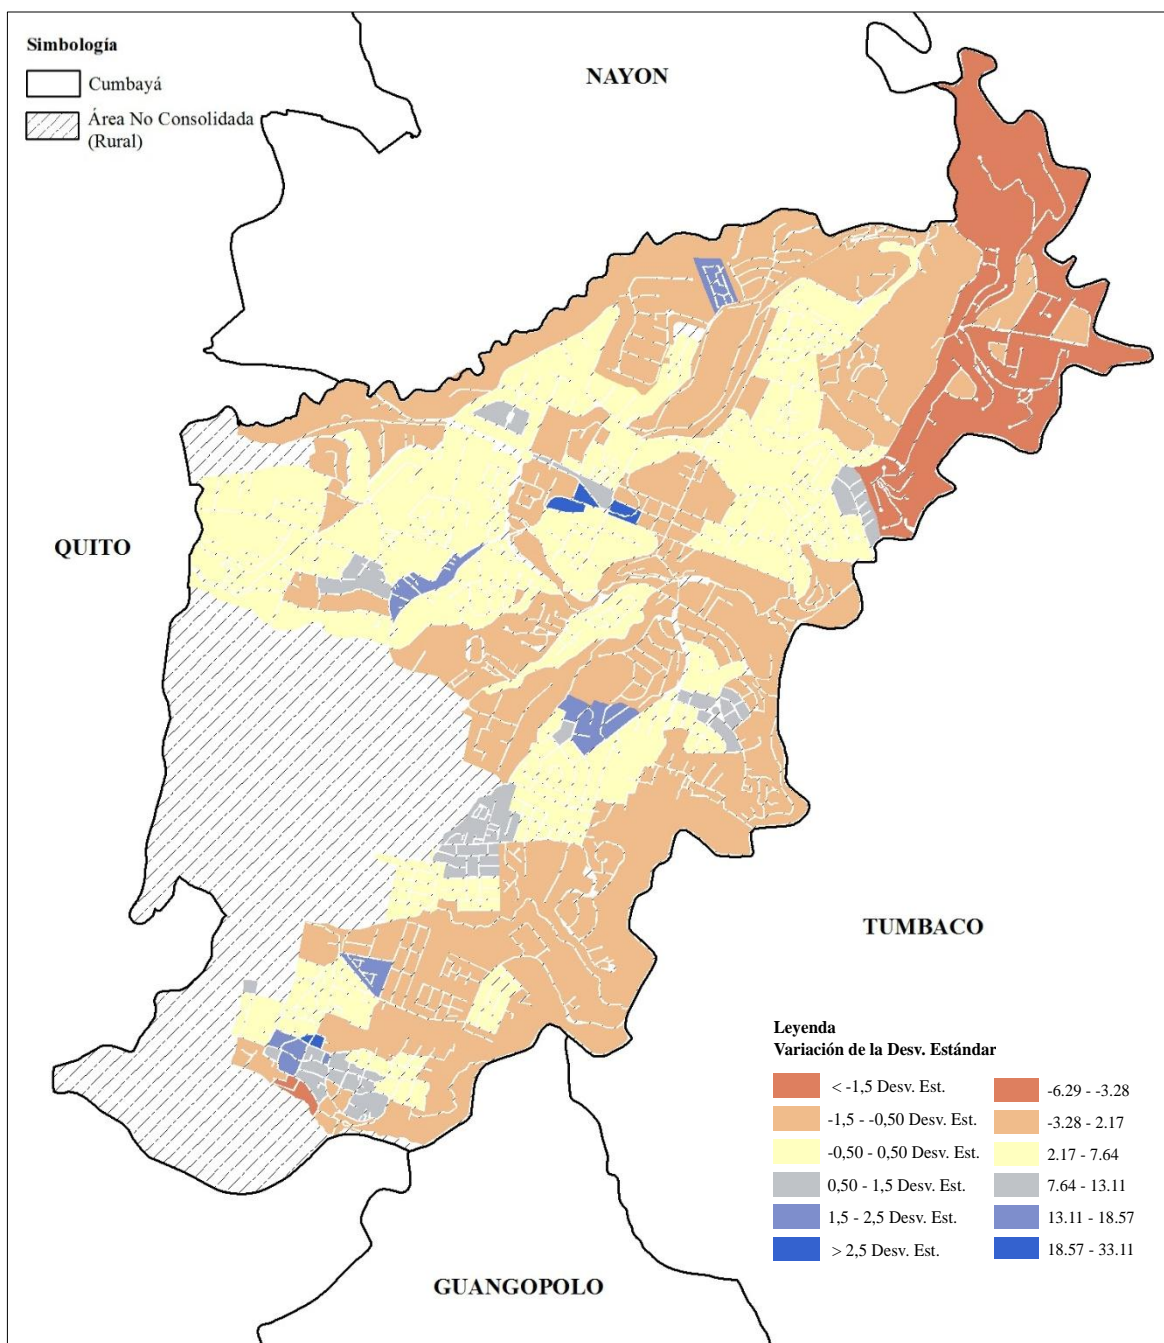 Simbología
Cumbayá
Área No Consolidada
(Rural)
NAYON
QUITO
TUMBACO
GUANGOPOLO
Leyenda
Variación de la Desv. Estándar
< -1,5 Desv. Est. -6.29 - -3.28
-1,5 - -0,50 Desv. Est. -3.28 - 2.17
-0,50 - 0,50 Desv. Est. 2.17 - 7.64
0,50 - 1,5 Desv. Est. 7.64 - 13.11
1,5 - 2,5 Desv. Est. 13.11 - 18.57
> 2,5 Desv. Est. 18.57 - 33.11